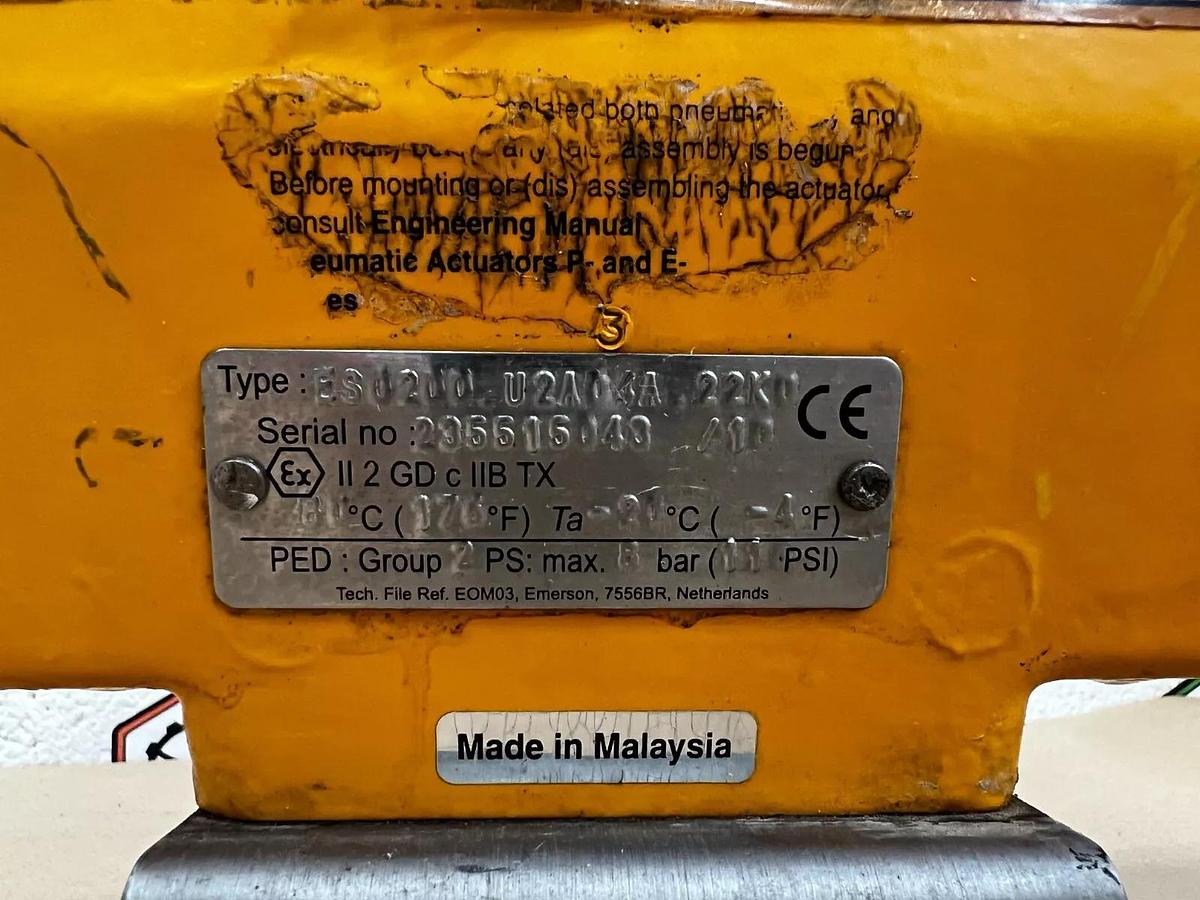 both pneumati , and
assembly is begun
Before mounting or (dis) assembling the actuator,
consult Engineering Manual
eumatic Actuators P- and E-
es
3
Type : ES0200 U2A04A 22K0 CE
Serial no :
Ex II 2 GD c IIB TX
°C ( °F) Ta -20 °C ( -4 °F)
PED : Group 2 PS: max. 8 bar ( PSI)
Tech. File Ref. EOM03, Emerson, 7556BR, Netherlands
Made in Malaysia